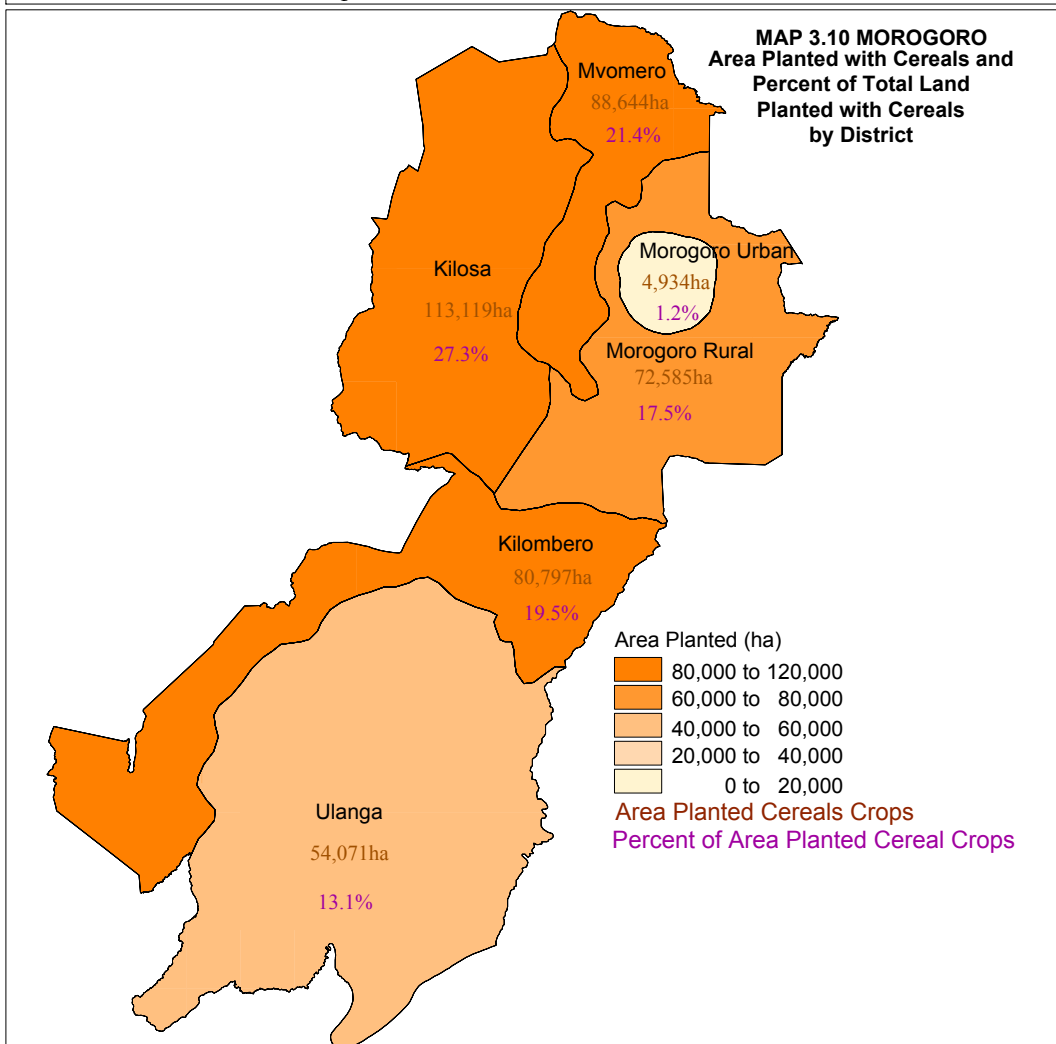 MAP 3.10 MOROGORO
Area Planted with Cereals and
Percent of Total Land
Planted with Cereals
by District
Mvomero
88,644ha
21.4%
Kilosa
113,119ha
27.3%
Morogoro Urban
4,934ha
1.2%
Morogoro Rural
72,585ha
17.5%
Kilombero
80,797ha
19.5%
Ulanga
54,071ha
13.1%
Area Planted (ha)
80,000 to 120,000
60,000 to 80,000
40,000 to 60,000
20,000 to 40,000
0 to 20,000
Area Planted Cereals Crops
Percent of Area Planted Cereal Crops